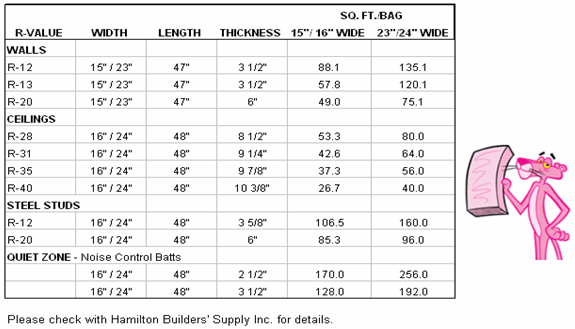 SQ. FT./BAG
R-VALUE WIDTH LENGTH THICKNESS 15"/ 16" WIDE 23"/24" WIDE
WALLS
R-12 15" / 23" 47" 3 1/2" 88.1 135.1
R-13 15" / 23" 47" 3 1/2" 57.8 120.1
R-20 15" / 23" 47" 6" 49.0 75.1
CEILINGS
R-28 16" / 24" 48" 8 1/2" 53.3 80.0
R-31 16" / 24" 48" 9 1/4" 42.6 64.0
R-35 16" / 24" 48" 9 7/8" 37.3 56.0
R-40 16" / 24" 48" 10 3/8" 26.7 40.0
STEEL STUDS
R-12 16" / 24" 48" 3 5/8" 106.5 160.0
R-20 16" / 24" 48" 6" 85.3 96.0
QUIET ZONE - Noise Control Batts
16" / 24" 48" 2 1/2" 170.0 256.0
16" / 24" 48" 3 1/2" 128.0 192.0
Please check with Hamilton Builders' Supply Inc. for details.